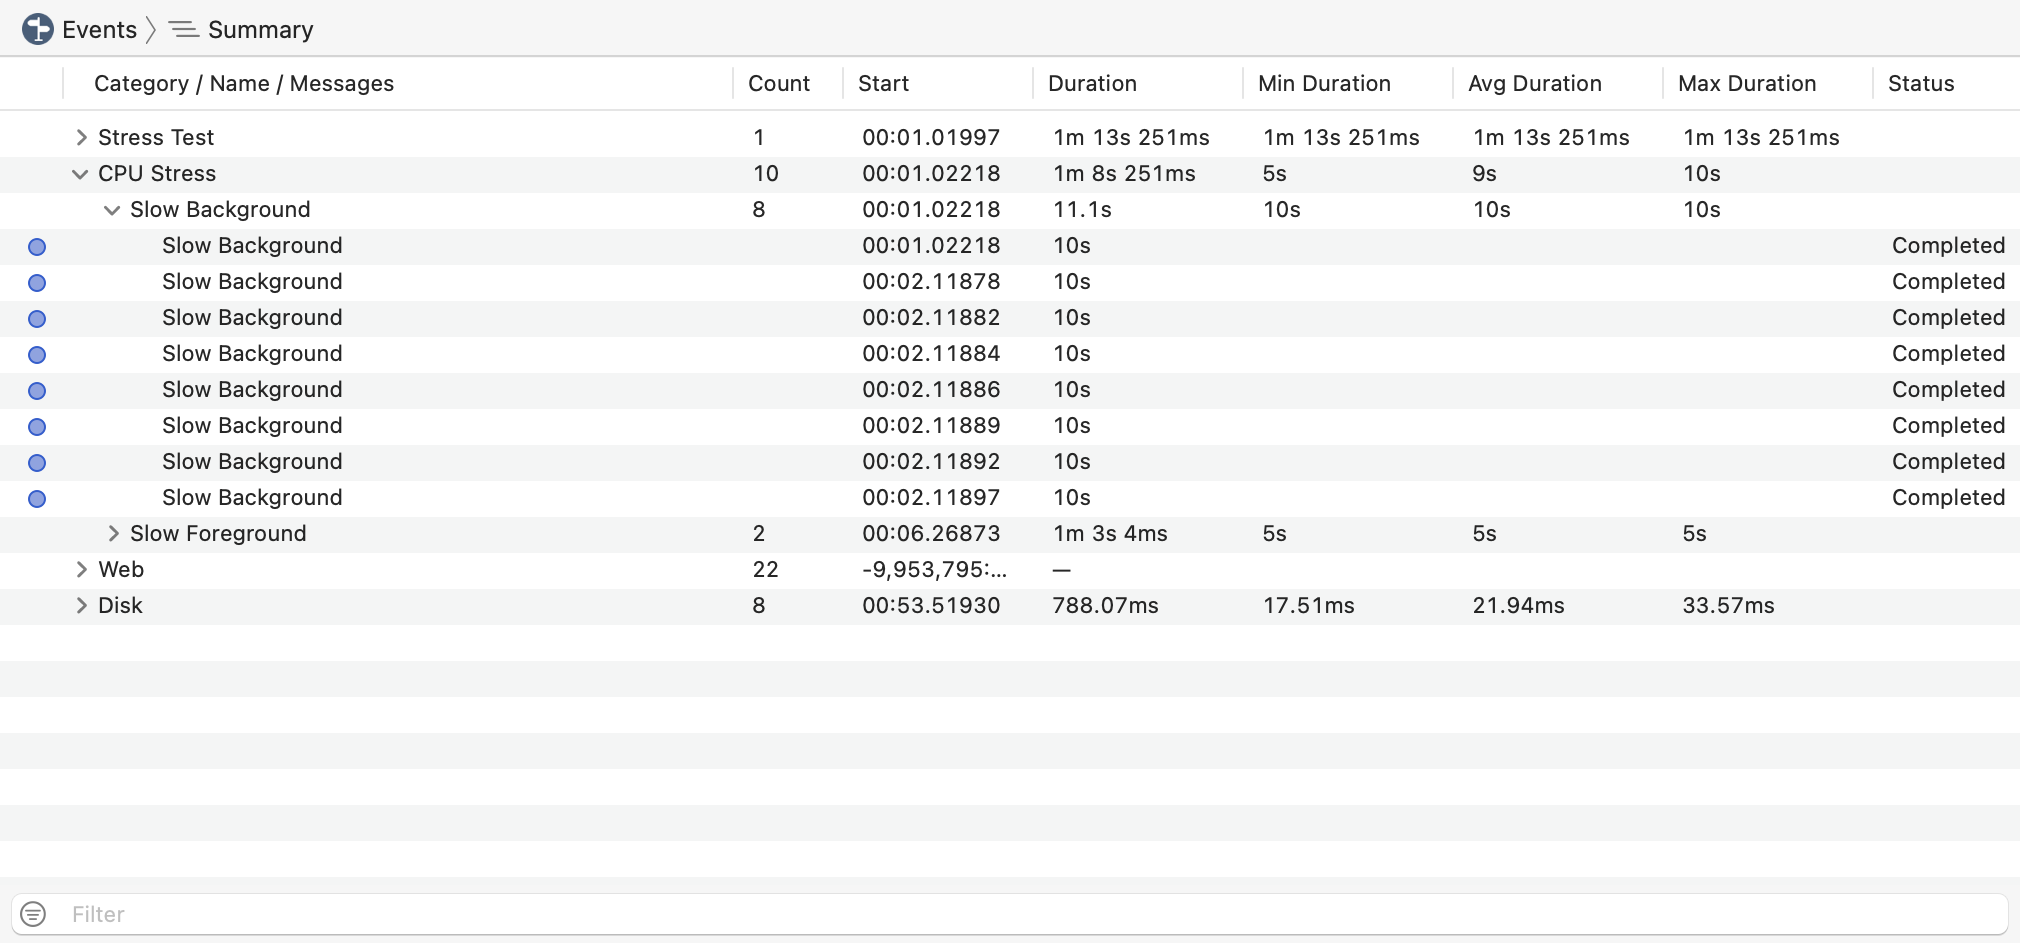 Events Summary
Category / Name / Messages Count Start Duration Min Duration Avg Duration Max Duration Status
Stress Test 1 00:01.01997 1m 13s 251ms 1m 13s 251ms 1m 13s 251ms 1m 13s 251ms
CPU Stress 10 00:01.02218 1m 8s 251ms 5s 9s 10s
Slow Background 8 00:01.02218 11.1s 10s 10s 10s
Slow Background 00:01.02218 10s Completed
Slow Background 00:02.11878 10s Completed
Slow Background 00:02.11882 10s Completed
Slow Background 00:02.11884 10s Completed
Slow Background 00:02.11886 10s Completed
Slow Background 00:02.11889 10s Completed
Slow Background 00:02.11892 10s Completed
Slow Background 00:02.11897 10s Completed
Slow Foreground 2 00:06.26873 1m 3s 4ms 5s 5s 5s
Web 22 -9,953,795:... —
Disk 8 00:53.51930 788.07ms 17.51ms 21.94ms 33.57ms
Filter